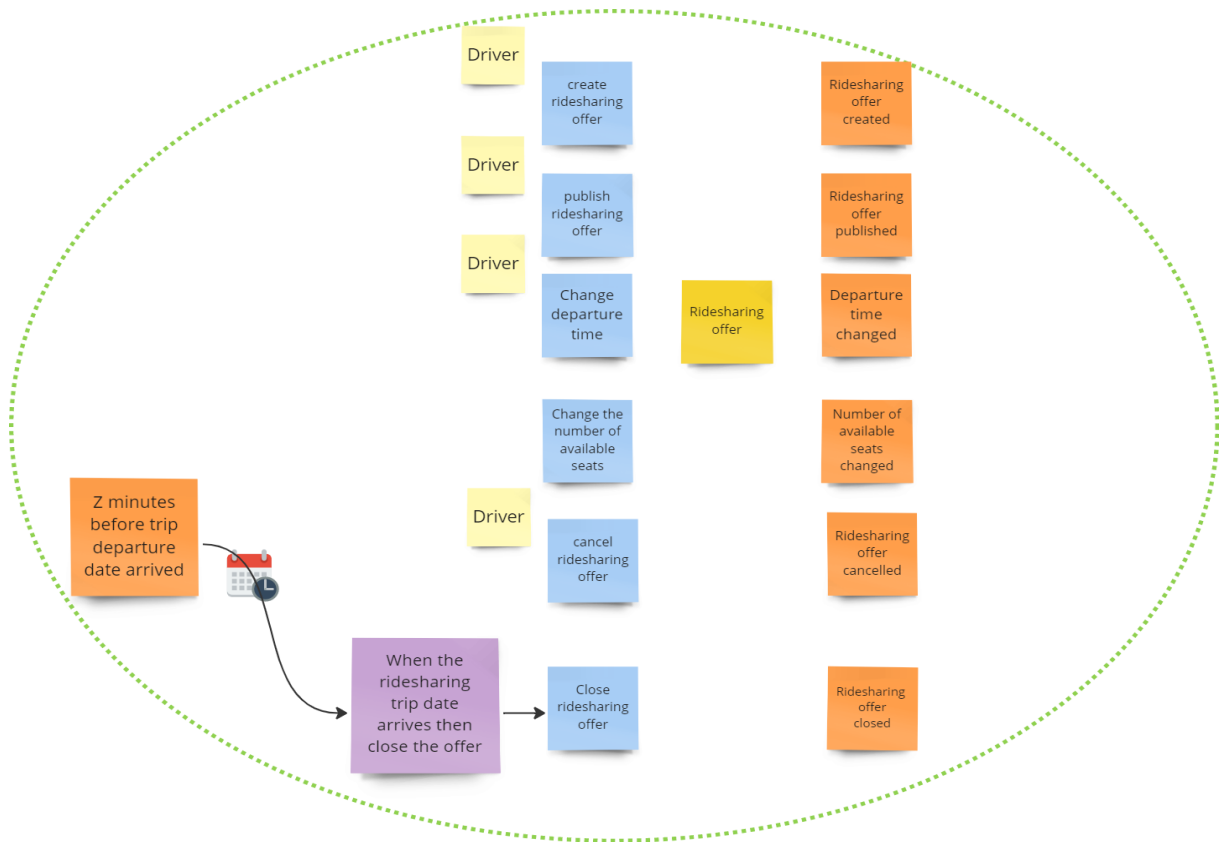 Driver
create
ridesharing
offer
Ridesharing
offer
created
Driver
publish
ridesharing
offer
Ridesharing
offer
published
Driver
Change
departure
time
Ridesharing
offer
Departure
time
changed
Change the
number of
available
seats
Number of
available
seats
changed
Z minutes
before trip
departure
date arrived
Driver
cancel
ridesharing
offer
Ridesharing
offer
cancelled
When the
ridesharing
trip date
arrives then
close the offer
Close
ridesharing
offer
Ridesharing
offer
closed